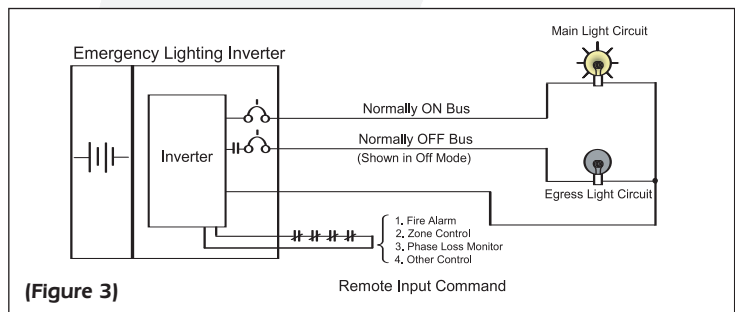 Main Light Circuit
Emergency Lighting Inverter
Normally ON Bus
Normally OFF Bus
(Shown in Off Mode)
Inverter
Egress Light Circuit
1. Fire Alarm
2. Zone Control
3. Phase Loss Monitor
4. Other Control
(Figure 3)
Remote Input Command